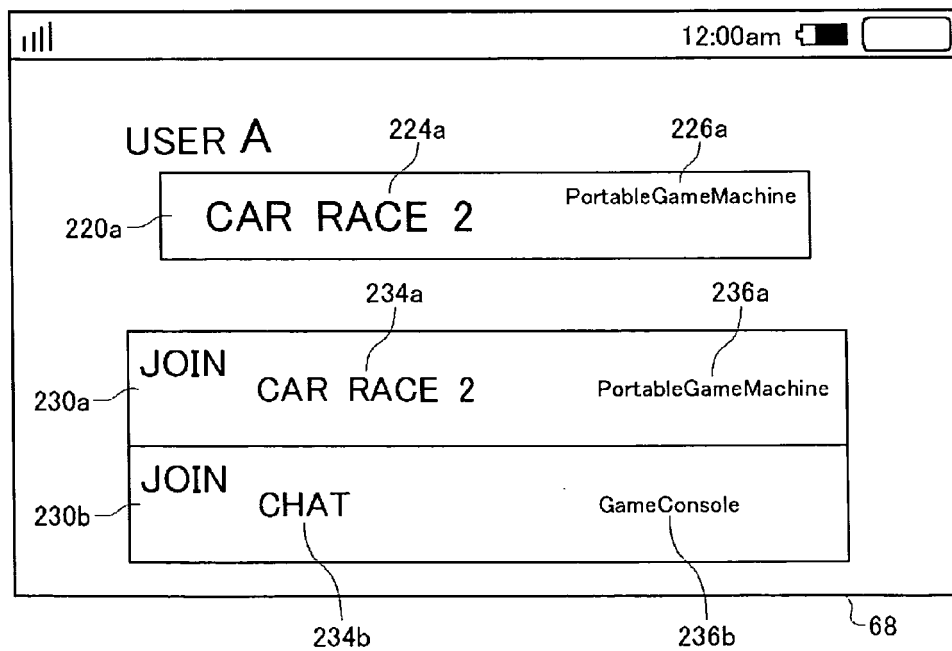 12:00am
USER A
224a
226a
220a
CAR RACE 2
PortableGameMachine
234a
236a
JOIN
230a
CAR RACE 2
PortableGameMachine
JOIN
230b
CHAT
GameConsole
234b
236b
68